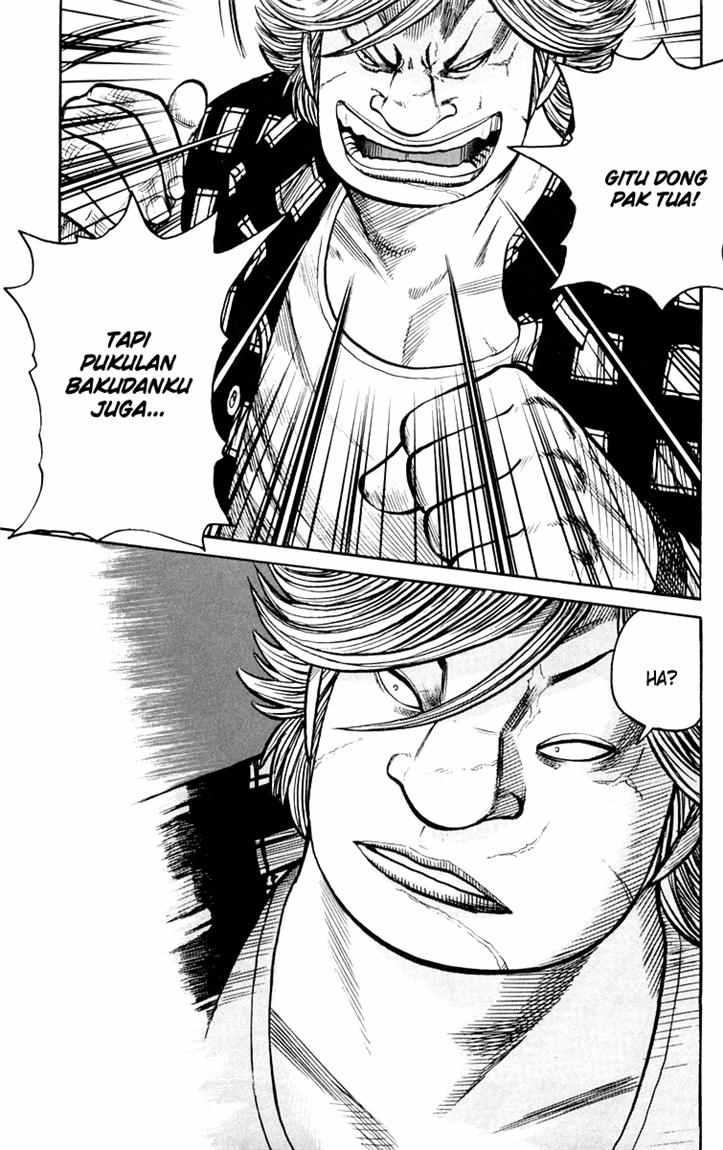 GITU DONG
PAK TUA!
TAPI
PUKULAN
BAKUDANKU
JUGA...
HA?